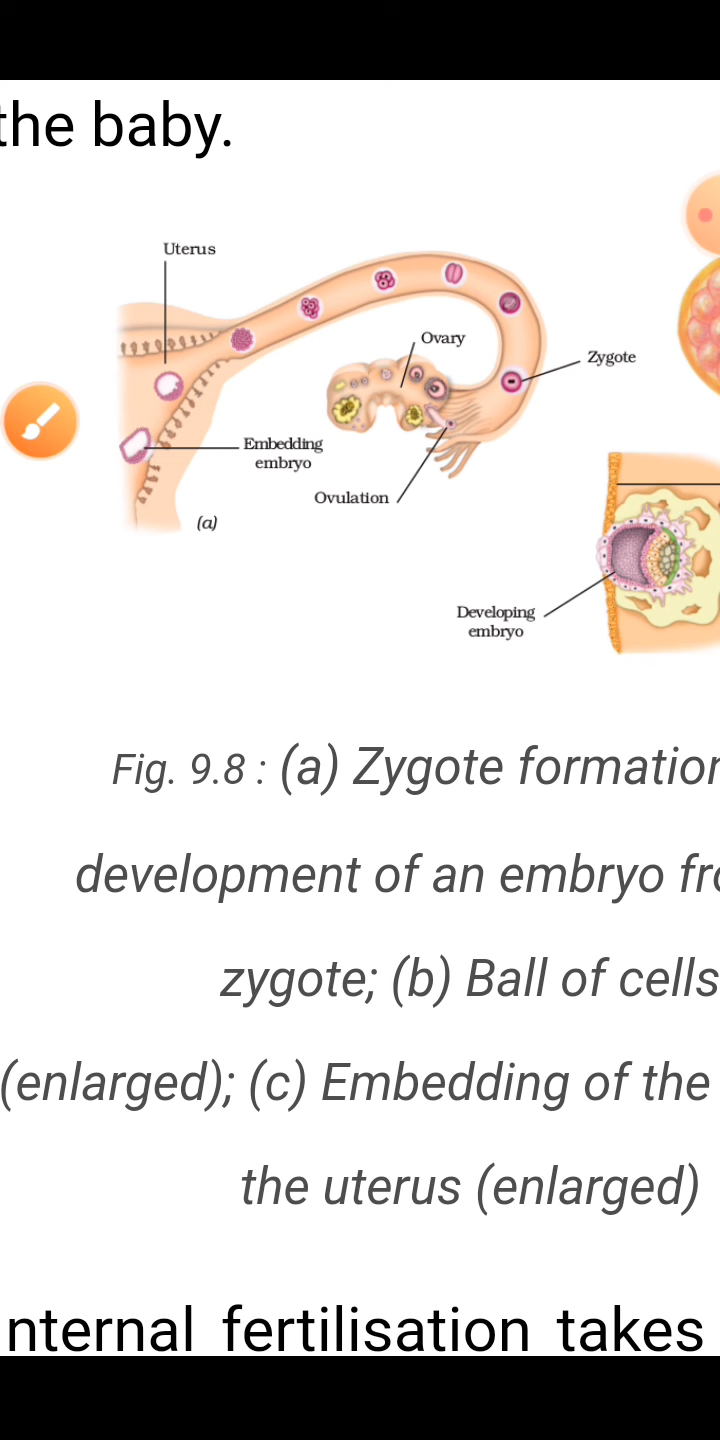 the baby.
Uterus
Ovary
Zygote
Embedding
embryo
Ovulation
(a)
Developing
embryo
Fig. 9.8 : (a) Zygote formation
development of an embryo fro
zygote; (b) Ball of cells
(enlarged); (c) Embedding of the
the uterus (enlarged)
nternal fertilisation takes